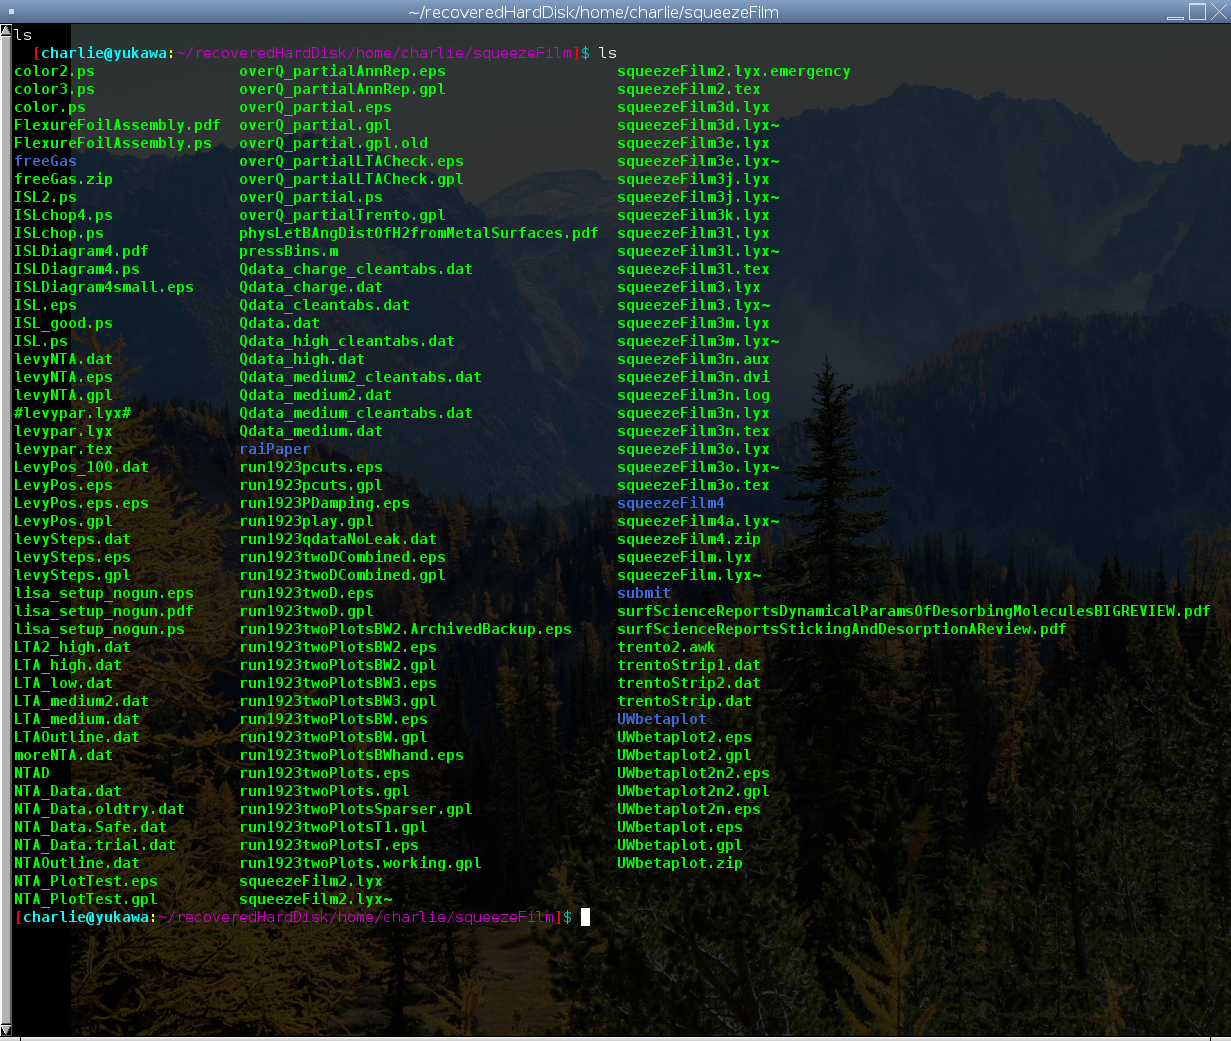 ~/recoveredHardDisk/home/charlie/squeezeFilm
ls
[charlie@yukawa:~/recoveredHardDisk/home/charlie/squeezeFilm]$ ls
color2.ps overQ_partialAnnRep.eps squeezeFilm2.lyx.emergency
color3.ps overQ_partialAnnRep.gpl squeezeFilm2.tex
color.ps overQ_partial.eps squeezeFilm3d.lyx
FlexureFoilAssembly.pdf overQ_partial.gpl squeezeFilm3d.lyx~
FlexureFoilAssembly.ps overQ_partial.gpl.old squeezeFilm3e.lyx
freeGas overQ_partialLTACheck.eps squeezeFilm3e.lyx~
freeGas.zip overQ_partialLTACheck.gpl squeezeFilm3j.lyx
ISL2.ps overQ_partial.ps squeezeFilm3j.lyx~
ISLchop4.ps overQ_partialTrento.gpl squeezeFilm3k.lyx
ISLchop.ps physLetBAngDistOfH2fromMetalSurfaces.pdf squeezeFilm3l.lyx
ISLDiagram4.pdf pressBins.m squeezeFilm3l.lyx~
ISLDiagram4.ps Qdata_charge_cleantabs.dat squeezeFilm3l.tex
ISLDiagram4small.eps Qdata_charge.dat squeezeFilm3.lyx
ISL.eps Qdata_cleantabs.dat squeezeFilm3.lyx~
ISL_good.ps Qdata.dat squeezeFilm3m.lyx
ISL.ps Qdata_high_cleantabs.dat squeezeFilm3m.lyx~
levyNTA.dat Qdata_high.dat squeezeFilm3n.aux
levyNTA.eps Qdata_medium2_cleantabs.dat squeezeFilm3n.dvi
levyNTA.gpl Qdata_medium2.dat squeezeFilm3n.log
#levypar.lyx# Qdata_medium_cleantabs.dat squeezeFilm3n.lyx
levypar.lyx Qdata_medium.dat squeezeFilm3n.tex
levypar.tex raiPaper squeezeFilm3o.lyx
LevyPos_100.dat run1923pcuts.eps squeezeFilm3o.lyx~
LevyPos.eps run1923pcuts.gpl squeezeFilm3o.tex
LevyPos.eps.eps run1923PDamping.eps squeezeFilm4
LevyPos.gpl run1923play.gpl squeezeFilm4a.lyx~
levySteps.dat run1923qdataNoLeak.dat squeezeFilm4.zip
levySteps.eps run1923twoDCombined.eps squeezeFilm.lyx
levySteps.gpl run1923twoDCombined.gpl squeezeFilm.lyx~
lisa_setup_nogun.eps run1923twoD.eps submit
lisa_setup_nogun.pdf run1923twoD.gpl surfScienceReportsDynamicalParamsOfDesorbingMoleculesBIGREVIEW.pdf
lisa_setup_nogun.ps run1923twoPlotsBW2.ArchivedBackup.eps surfScienceReportsStickingAndDesorptionAReview.pdf
LTA2_high.dat run1923twoPlotsBW2.eps trento2.awk
LTA_high.dat run1923twoPlotsBW2.gpl trentoStrip1.dat
LTA_low.dat run1923twoPlotsBW3.eps trentoStrip2.dat
LTA_medium2.dat run1923twoPlotsBW3.gpl trentoStrip.dat
LTA_medium.dat run1923twoPlotsBW.eps UWbetaplot
LTAOutline.dat run1923twoPlotsBW.gpl UWbetaplot2.eps
moreNTA.dat run1923twoPlotsBWhand.eps UWbetaplot2.gpl
NTAD run1923twoPlots.eps UWbetaplot2n2.eps
NTA_Data.dat run1923twoPlots.gpl UWbetaplot2n2.gpl
NTA_Data.oldtry.dat run1923twoPlotsSparser.gpl UWbetaplot2n.eps
NTA_Data.Safe.dat run1923twoPlotsT1.gpl UWbetaplot.eps
NTA_Data.trial.dat run1923twoPlotsT.eps UWbetaplot.gpl
NTAOutline.dat run1923twoPlots.working.gpl UWbetaplot.zip
NTA_PlotTest.eps squeezeFilm2.lyx
NTA_PlotTest.gpl squeezeFilm2.lyx~
[charlie@yukawa:~/recoveredHardDisk/home/charlie/squeezeFilm]$